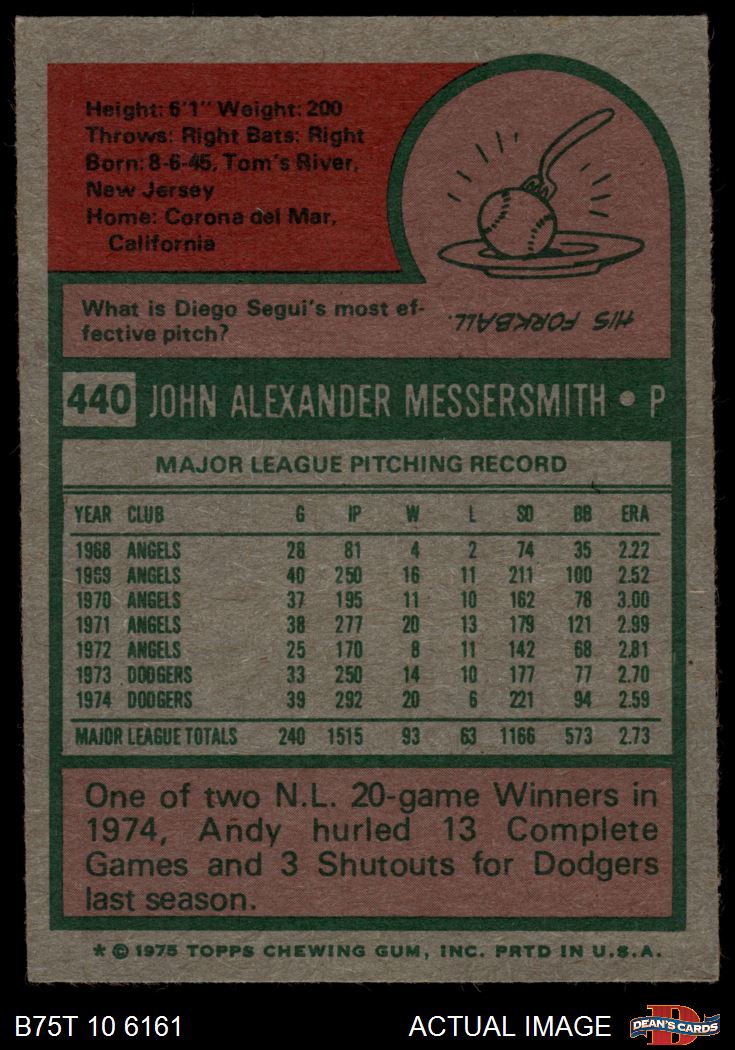 Height: 6'1" Weight: 200
Throws: Right Bats: Right
Born: 8-6-45, Tom's River,
New Jersey
Home: Corona del Mar,
California
What is Diego Segui's most ef-
fective pitch?
HIS FORKBALL.
440 JOHN ALEXANDER MESSERSMITH • P
MAJOR LEAGUE PITCHING RECORD
YEAR CLUB G IP W L SO BB ERA
1968 ANGELS 28 81 4 2 74 35 2.22
1969 ANGELS 40 250 16 11 211 100 2.52
1970 ANGELS 37 195 11 10 162 78 3.00
1971 ANGELS 38 277 20 13 179 121 2.99
1972 ANGELS 25 170 8 11 142 68 2.81
1973 DODGERS 33 250 14 10 177 77 2.70
1974 DODGERS 39 292 20 6 221 94 2.59
MAJOR LEAGUE TOTALS 240 1515 93 63 1166 573 2.73
One of two N.L. 20-game Winners in
1974, Andy hurled 13 Complete
Games and 3 Shutouts for Dodgers
last season.
* © 1975 TOPPS CHEWING GUM, INC. PRTD IN U.S.A.
B75T 10 6161 ACTUAL IMAGE
D
DEAN'S CARDS